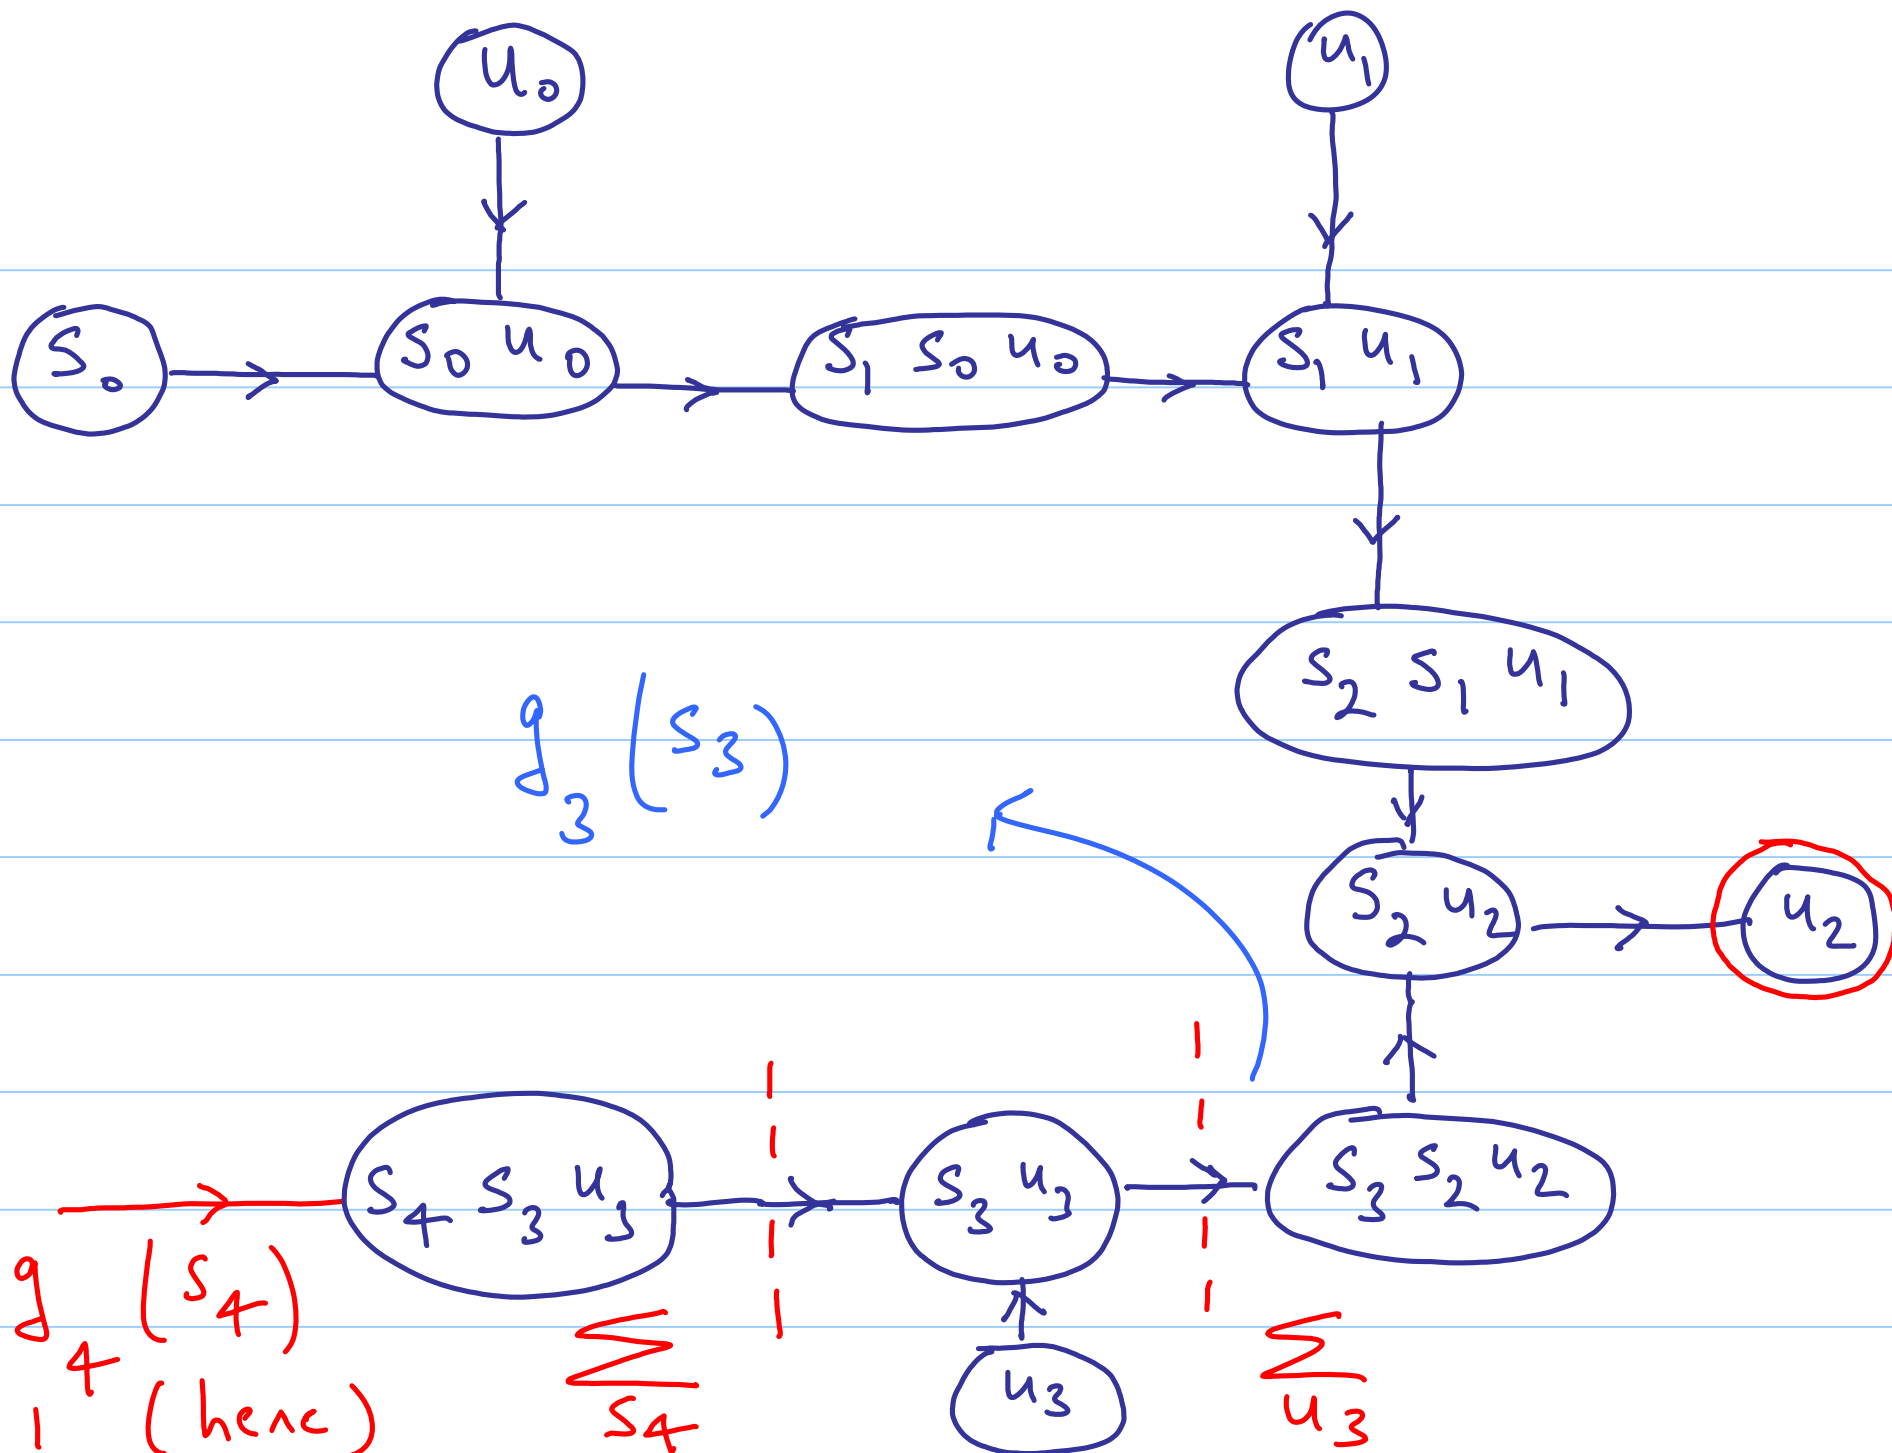 u₀ u₁
S₀ S₀ u₀ S₁ S₀ u₀ S₁ u₁
S₂ S₁ u₁
g₃ (S₃)
S₂ u₂ u₂
S₄ S₃ u₃ S₃ u₃ S₃ S₂ u₂
g₄ (S₄) ∑ S₄ u₃ ∑ u₃
1 (here)